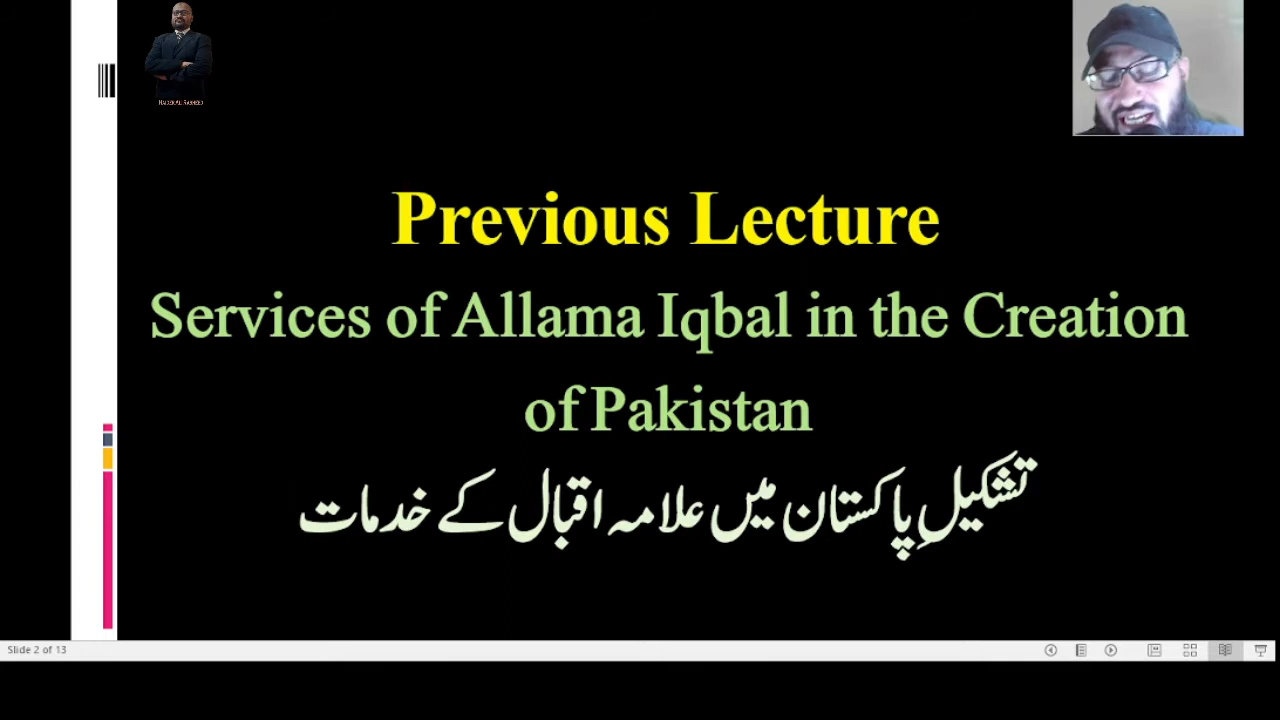 Previous Lecture
Services of Allama Iqbal in the Creation
of Pakistan
تشکیلِ پاکستان میں علامہ اقبال کے خدمات
Slide 2 of 13